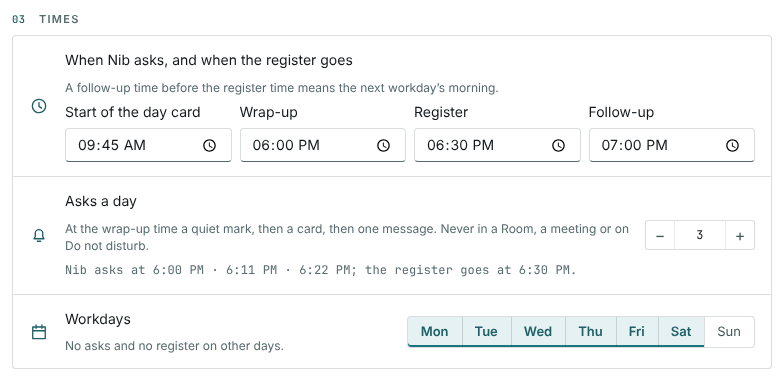 03 TIMES
When Nib asks, and when the register goes
A follow-up time before the register time means the next workday’s morning.
Start of the day card Wrap-up Register Follow-up
09:45 AM 06:00 PM 06:30 PM 07:00 PM
Asks a day
At the wrap-up time a quiet mark, then a card, then one message. Never in a Room, a meeting or on
Do not disturb.
− 3 +
Nib asks at 6:00 PM · 6:11 PM · 6:22 PM; the register goes at 6:30 PM.
Workdays
Mon Tue Wed Thu Fri Sat Sun
No asks and no register on other days.